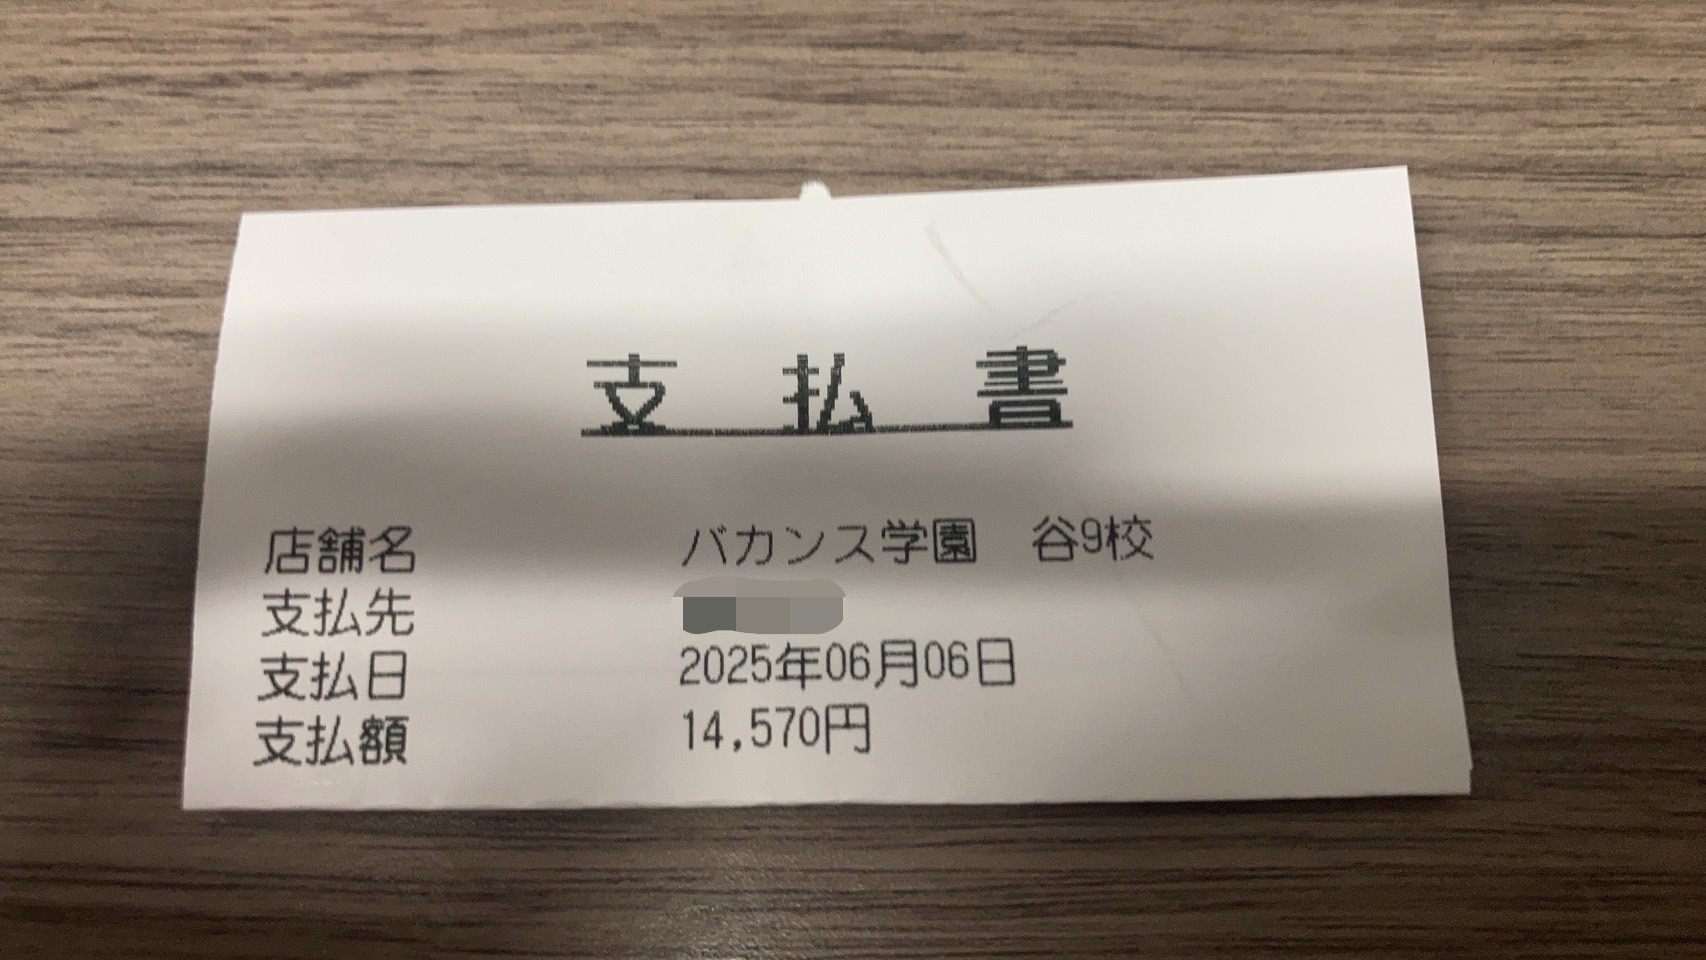 支 払 書
店舗名 バカンス学園 谷9校
支払先
支払日 2025年06月06日
支払額 14,570円